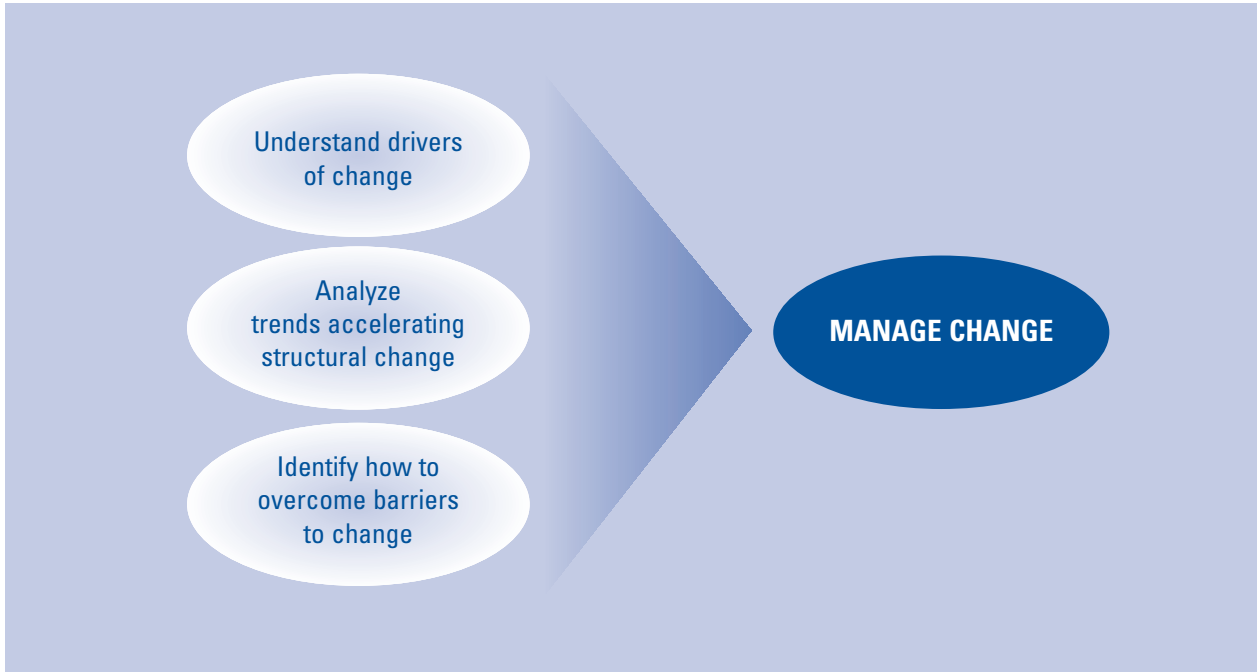 Understand drivers
of change
Analyze
trends accelerating
structural change
Identify how to
overcome barriers
to change
MANAGE CHANGE